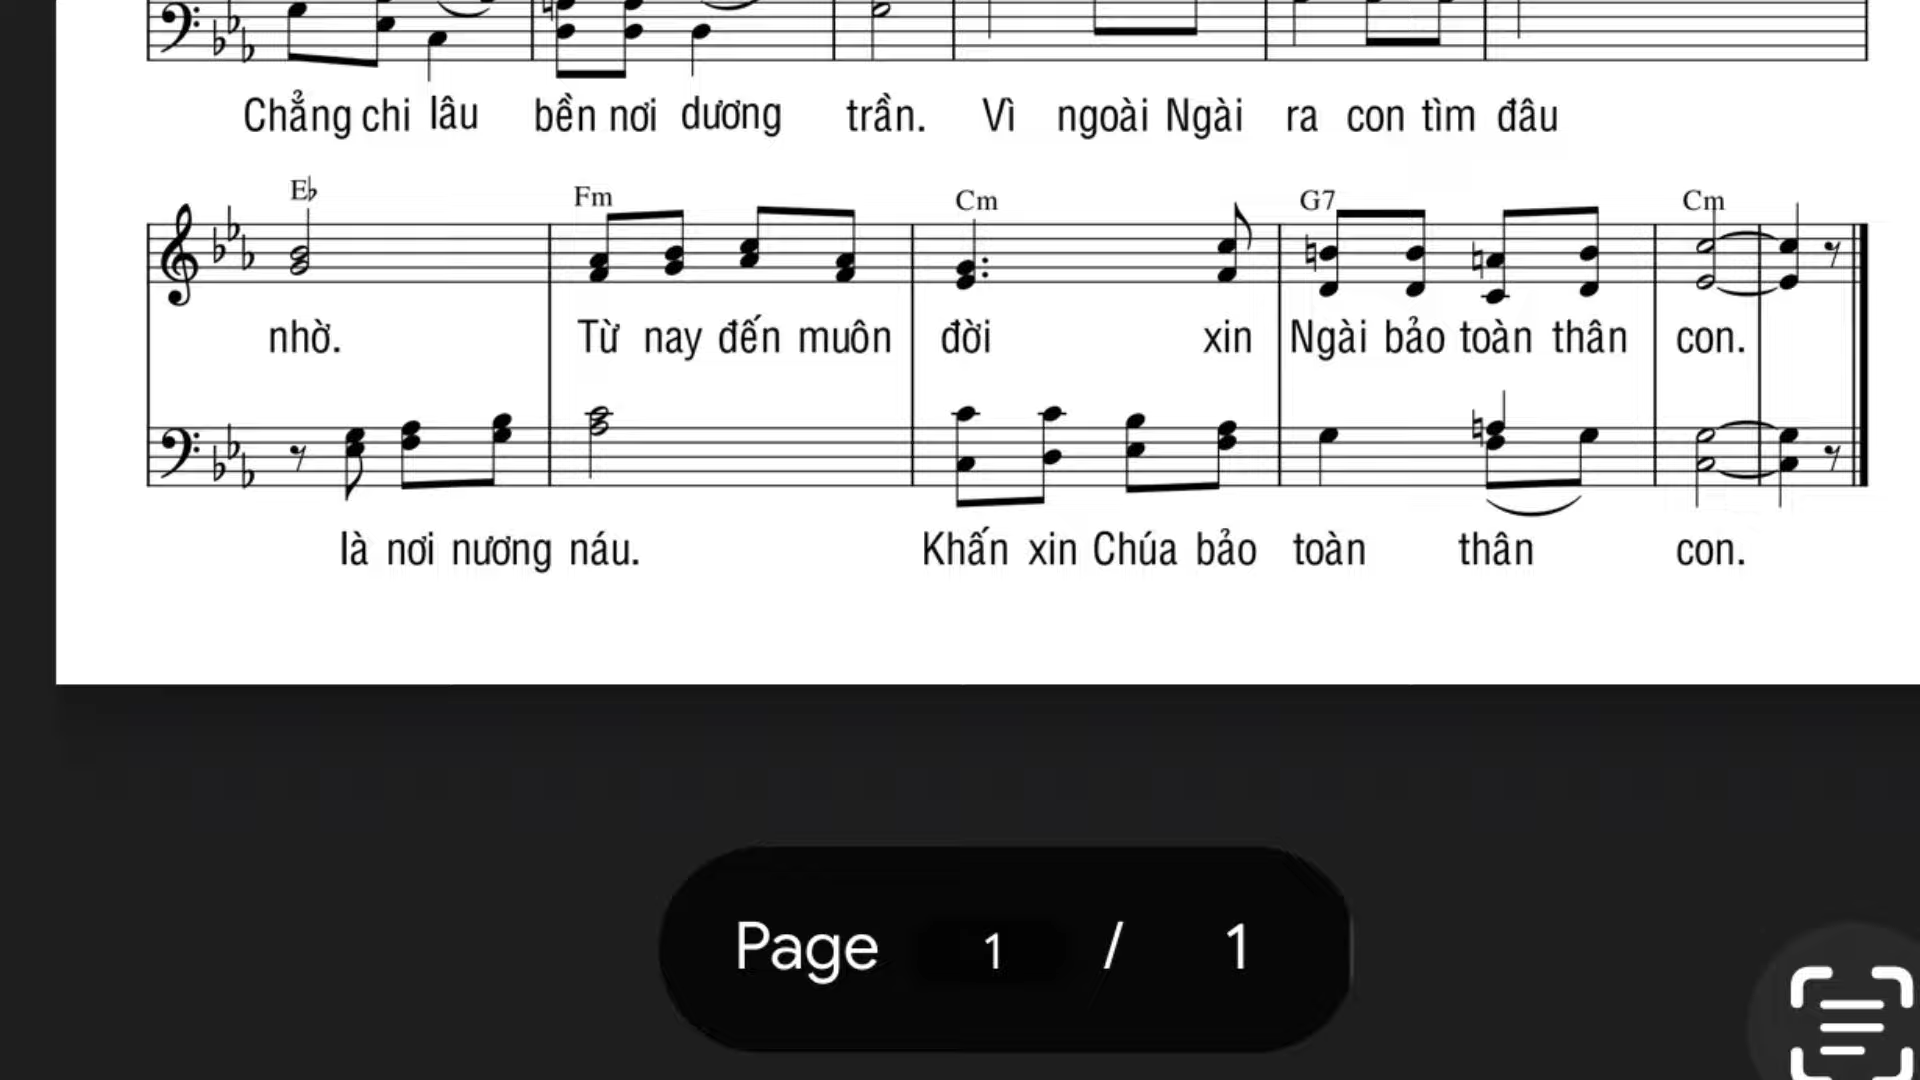 Chẳng chi lâu bền nơi dương trần. Vì ngoài Ngài ra con tìm đâu
E♭ Fm Cm G7 Cm
nhờ. Từ nay đến muôn đời xin Ngài bảo toàn thân con.
là nơi nương náu. Khấn xin Chúa bảo toàn thân con.
Page 1 / 1